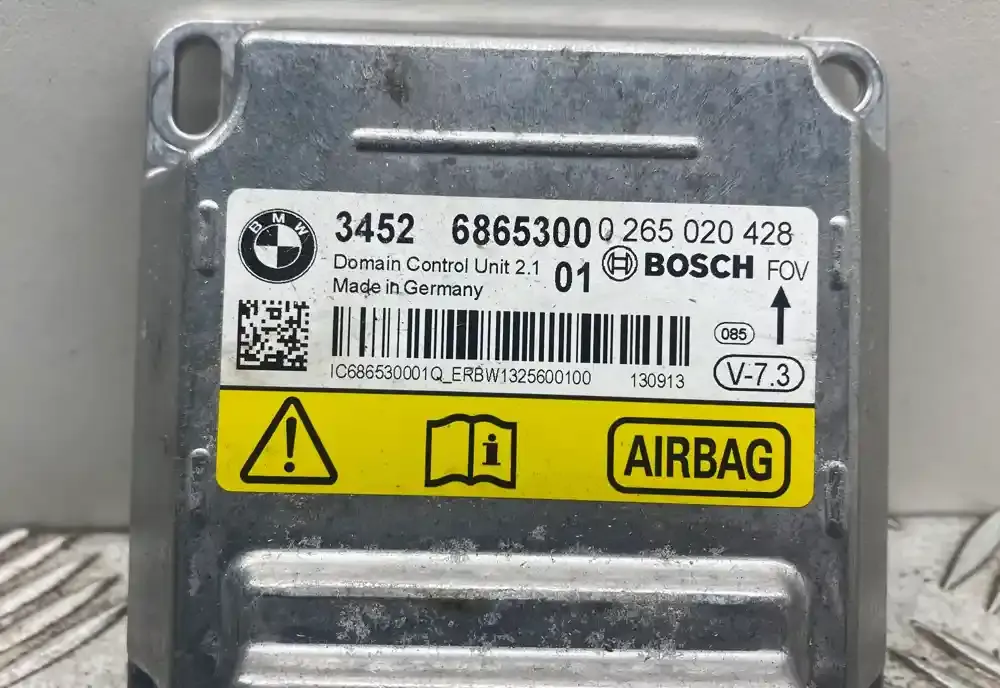 BMW
3452 6865300 0 265 020 428
Domain Control Unit 2.1 01 BOSCH FOV
Made in Germany
085
IC686530001Q_ERBW1325600100 130913
V-7.3
i
AIRBAG